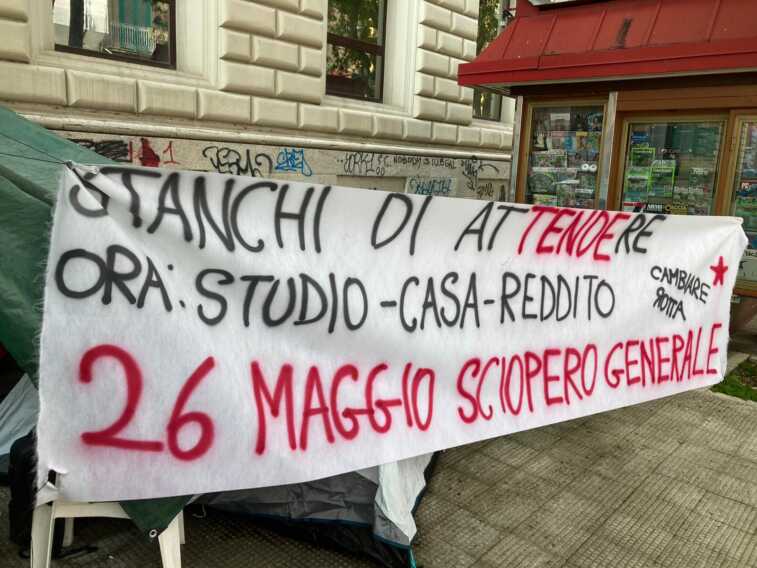 STANCHI DI ATTENDERE
ORA: STUDIO-CASA-REDDITO
CAMBIARE
ROTTA
26 MAGGIO SCIOPERO GENERALE